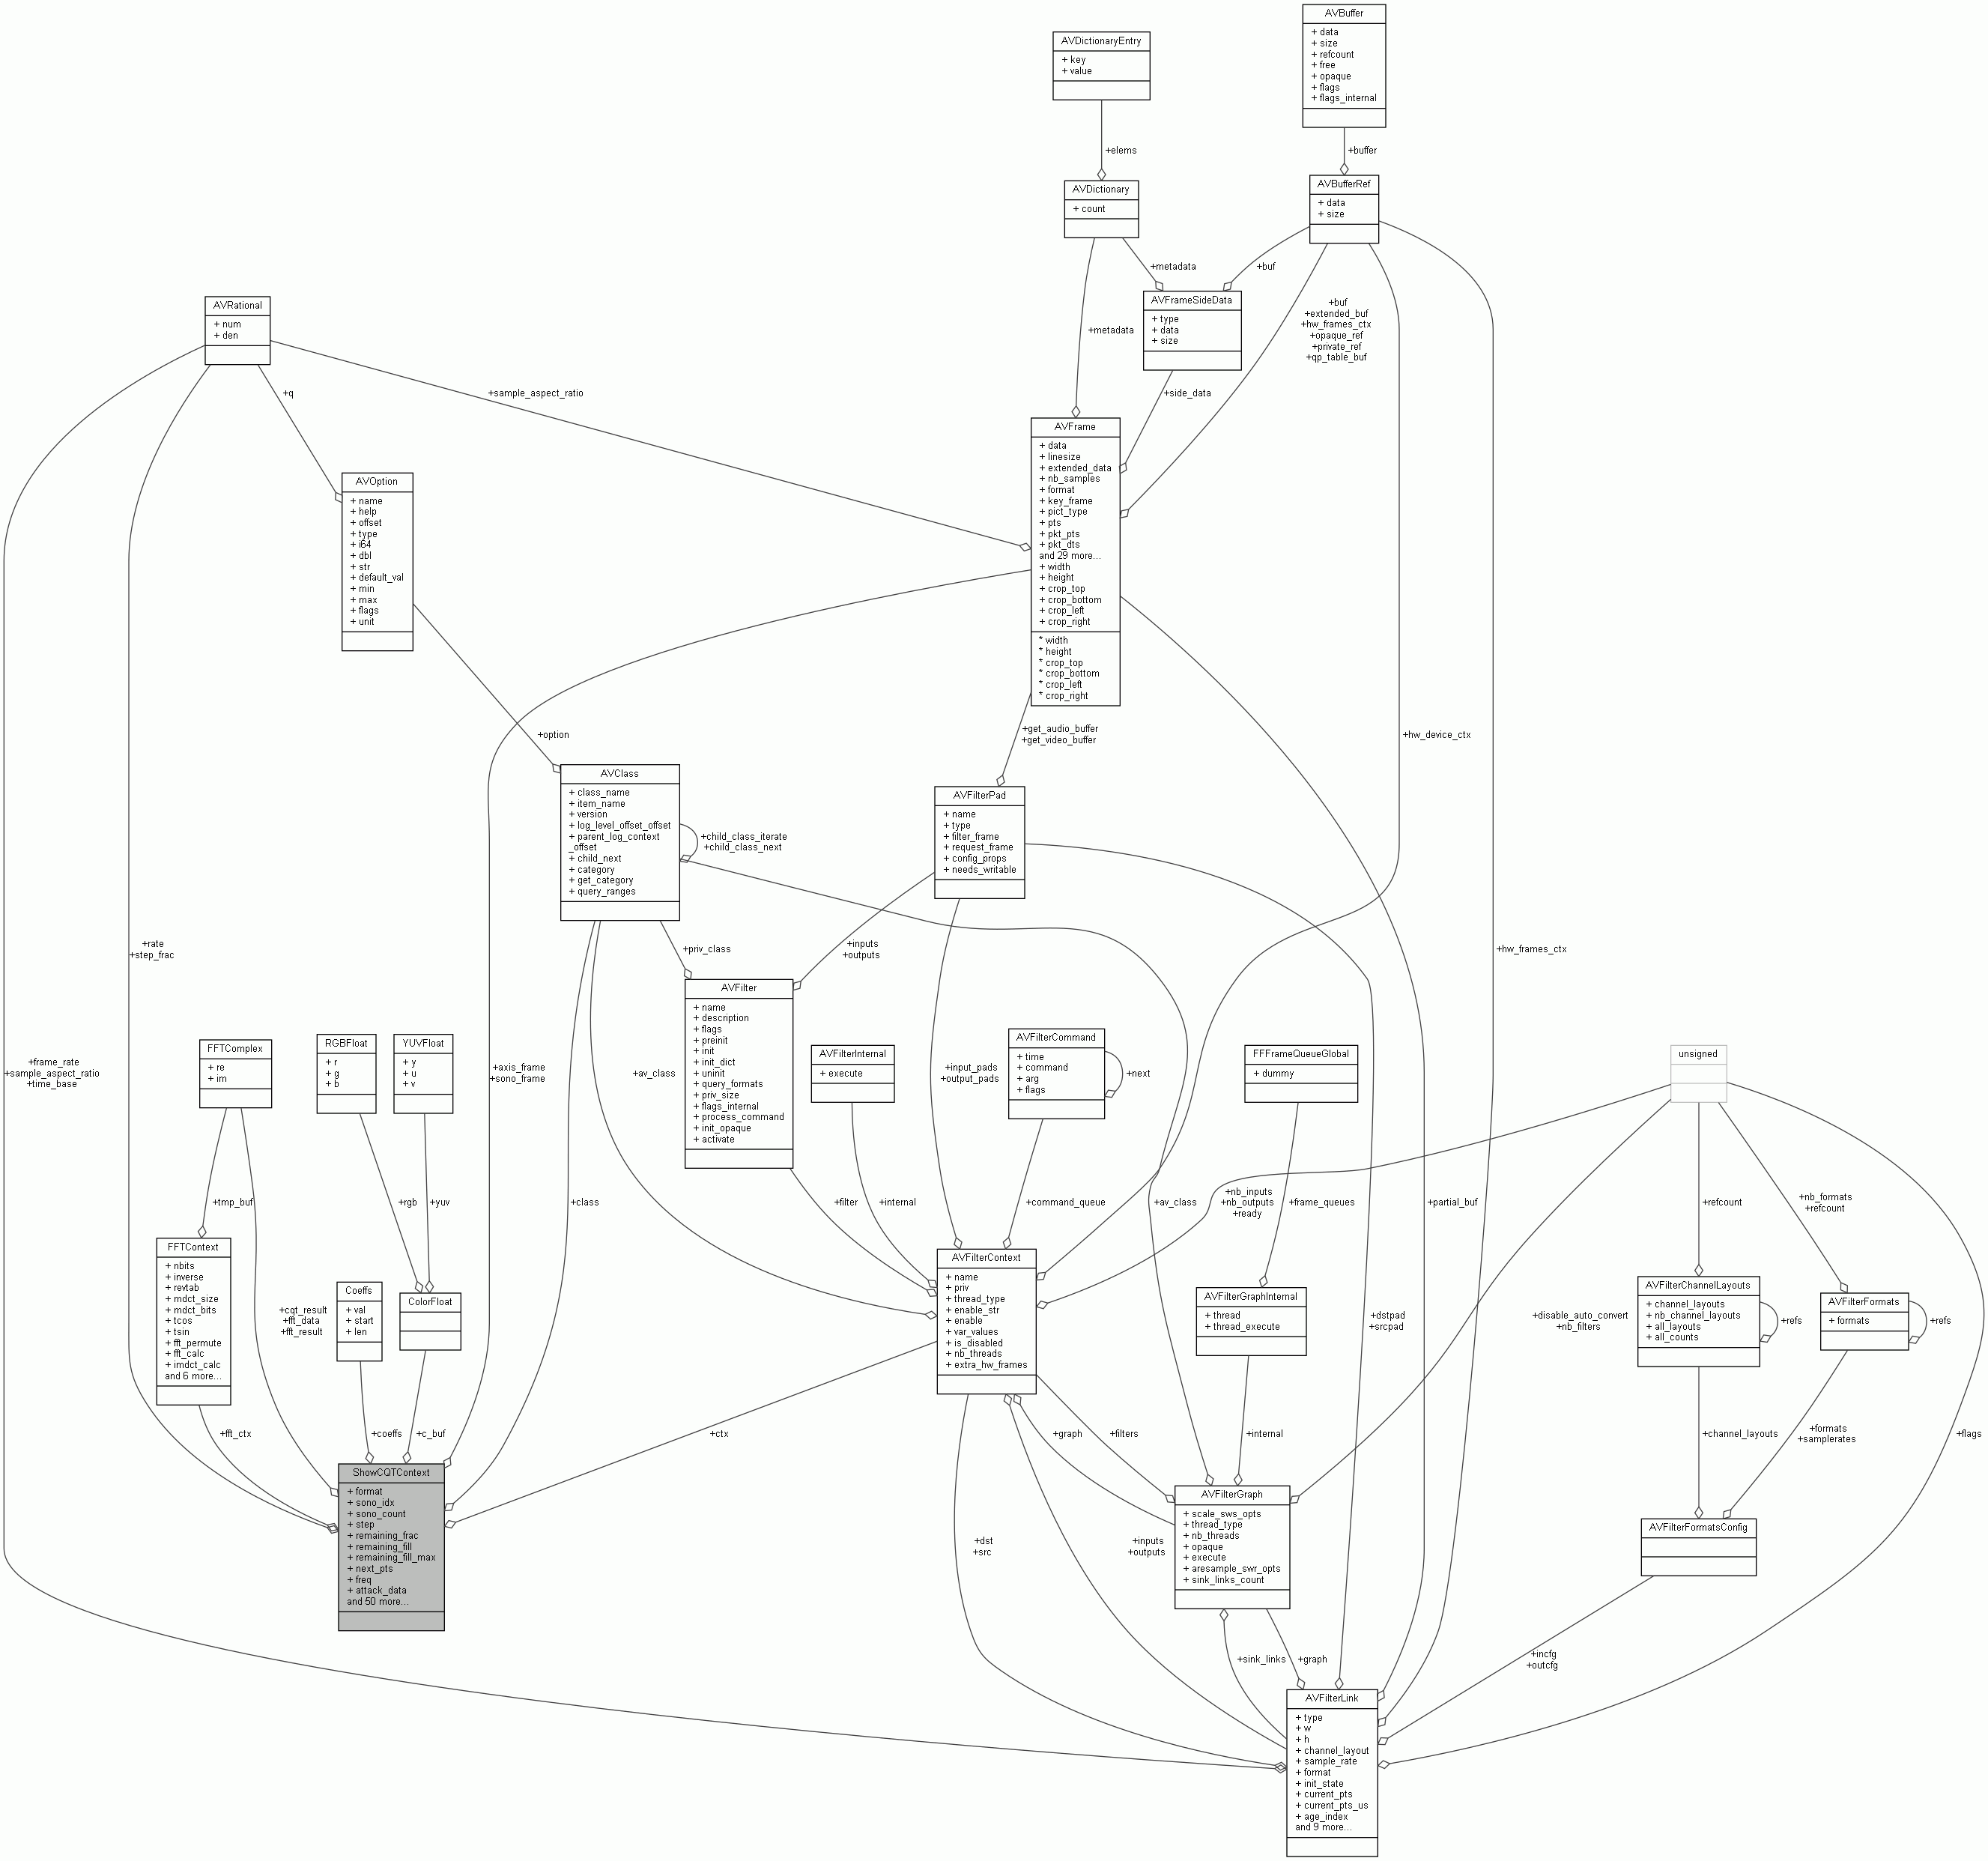 AVBuffer
+ data
+ size
+ refcount
+ free
+ opaque
+ flags
+ flags_internal
AVDictionaryEntry
+ key
+ value
+elems
+buffer
AVDictionary
+ count
AVBufferRef
+ data
+ size
+metadata
+buf
AVFrameSideData
+ type
+ data
+ size
+buf
+extended_buf
+hw_frames_ctx
+opaque_ref
+private_ref
+qp_table_buf
AVRational
+ num
+ den
+metadata
+q
+sample_aspect_ratio
+side_data
AVFrame
+ data
+ linesize
+ extended_data
+ nb_samples
+ format
+ key_frame
+ pict_type
+ pts
+ pkt_pts
+ pkt_dts
and 29 more...
+ width
+ height
+ crop_top
+ crop_bottom
+ crop_left
+ crop_right
* width
* height
* crop_top
* crop_bottom
* crop_left
* crop_right
AVOption
+ name
+ help
+ offset
+ type
+ i64
+ dbl
+ str
+ default_val
+ min
+ max
+ flags
+ unit
+option
+get_audio_buffer
+get_video_buffer
+hw_device_ctx
AVClass
+ class_name
+ item_name
+ version
+ log_level_offset_offset
+ parent_log_context
_offset
+ child_next
+ category
+ get_category
+ query_ranges
+child_class_iterate
+child_class_next
AVFilterPad
+ name
+ type
+ filter_frame
+ request_frame
+ config_props
+ needs_writable
+rate
+step_frac
+priv_class
+inputs
+outputs
+hw_frames_ctx
AVFilter
+ name
+ description
+ flags
+ preinit
+ init
+ init_dict
+ uninit
+ query_formats
+ priv_size
+ flags_internal
+ process_command
+ init_opaque
+ activate
+frame_rate
+sample_aspect_ratio
+time_base
FFTComplex
+ re
+ im
RGBFloat
+ r
+ g
+ b
YUVFloat
+ y
+ u
+ v
+axis_frame
+sono_frame
+av_class
AVFilterInternal
+ execute
+input_pads
+output_pads
AVFilterCommand
+ time
+ command
+ arg
+ flags
+next
FFFrameQueueGlobal
+ dummy
unsigned
+tmp_buf
+rgb
+yuv
+class
+filter
+internal
+command_queue
+av_class
+nb_inputs
+nb_outputs
+ready
+frame_queues
+partial_buf
+refcount
+nb_formats
+refcount
FFTContext
+ nbits
+ inverse
+ revtab
+ mdct_size
+ mdct_bits
+ tcos
+ tsin
+ fft_permute
+ fft_calc
+ imdct_calc
and 6 more...
+cqt_result
+fft_data
+fft_result
Coeffs
+ val
+ start
+ len
ColorFloat
AVFilterContext
+ name
+ priv
+ thread_type
+ enable_str
+ enable
+ var_values
+ is_disabled
+ nb_threads
+ extra_hw_frames
AVFilterGraphInternal
+ thread
+ thread_execute
+dstpad
+srcpad
+disable_auto_convert
+nb_filters
AVFilterChannelLayouts
+ channel_layouts
+ nb_channel_layouts
+ all_layouts
+ all_counts
+refs
AVFilterFormats
+ formats
+refs
+fft_ctx
+coeffs
+c_buf
+ctx
+graph
+filters
+internal
+channel_layouts
+formats
+samplerates
+flags
ShowCQTContext
+ format
+ sono_idx
+ sono_count
+ step
+ remaining_frac
+ remaining_fill
+ remaining_fill_max
+ next_pts
+ freq
+ attack_data
and 50 more...
+dst
+src
+inputs
+outputs
AVFilterGraph
+ scale_sws_opts
+ thread_type
+ nb_threads
+ opaque
+ execute
+ aresample_swr_opts
+ sink_links_count
AVFilterFormatsConfig
+sink_links
+graph
+incfg
+outcfg
AVFilterLink
+ type
+ w
+ h
+ channel_layout
+ sample_rate
+ format
+ init_state
+ current_pts
+ current_pts_us
+ age_index
and 9 more...